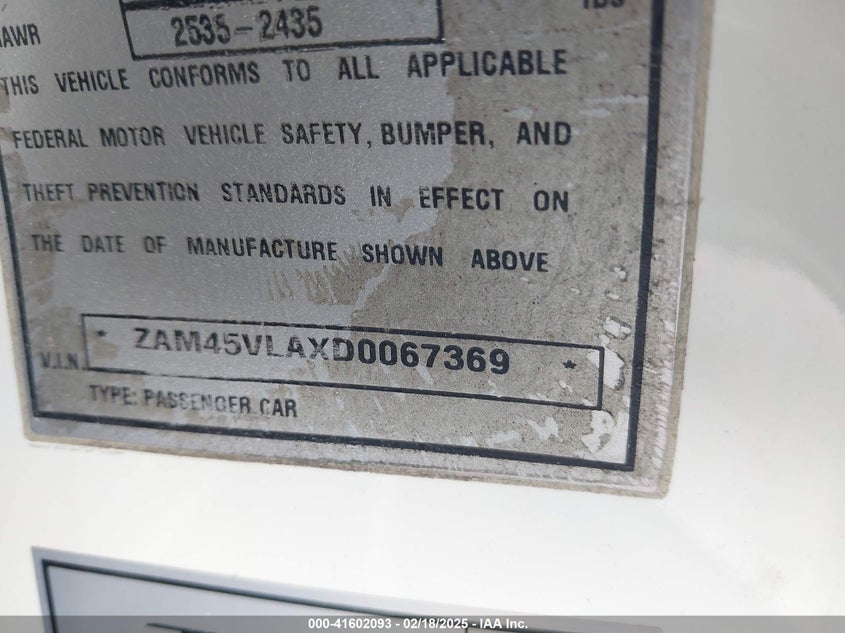 LBS
AWR 2535-2435
THIS VEHICLE CONFORMS TO ALL APPLICABLE
FEDERAL MOTOR VEHICLE SAFETY, BUMPER, AND
THEFT PREVENTION STANDARDS IN EFFECT ON
THE DATE OF MANUFACTURE SHOWN ABOVE
V.I.N. * ZAM45VLAXD0067369 *
TYPE: PASSENGER CAR
000-41602093 - 02/18/2025 - IAA Inc.